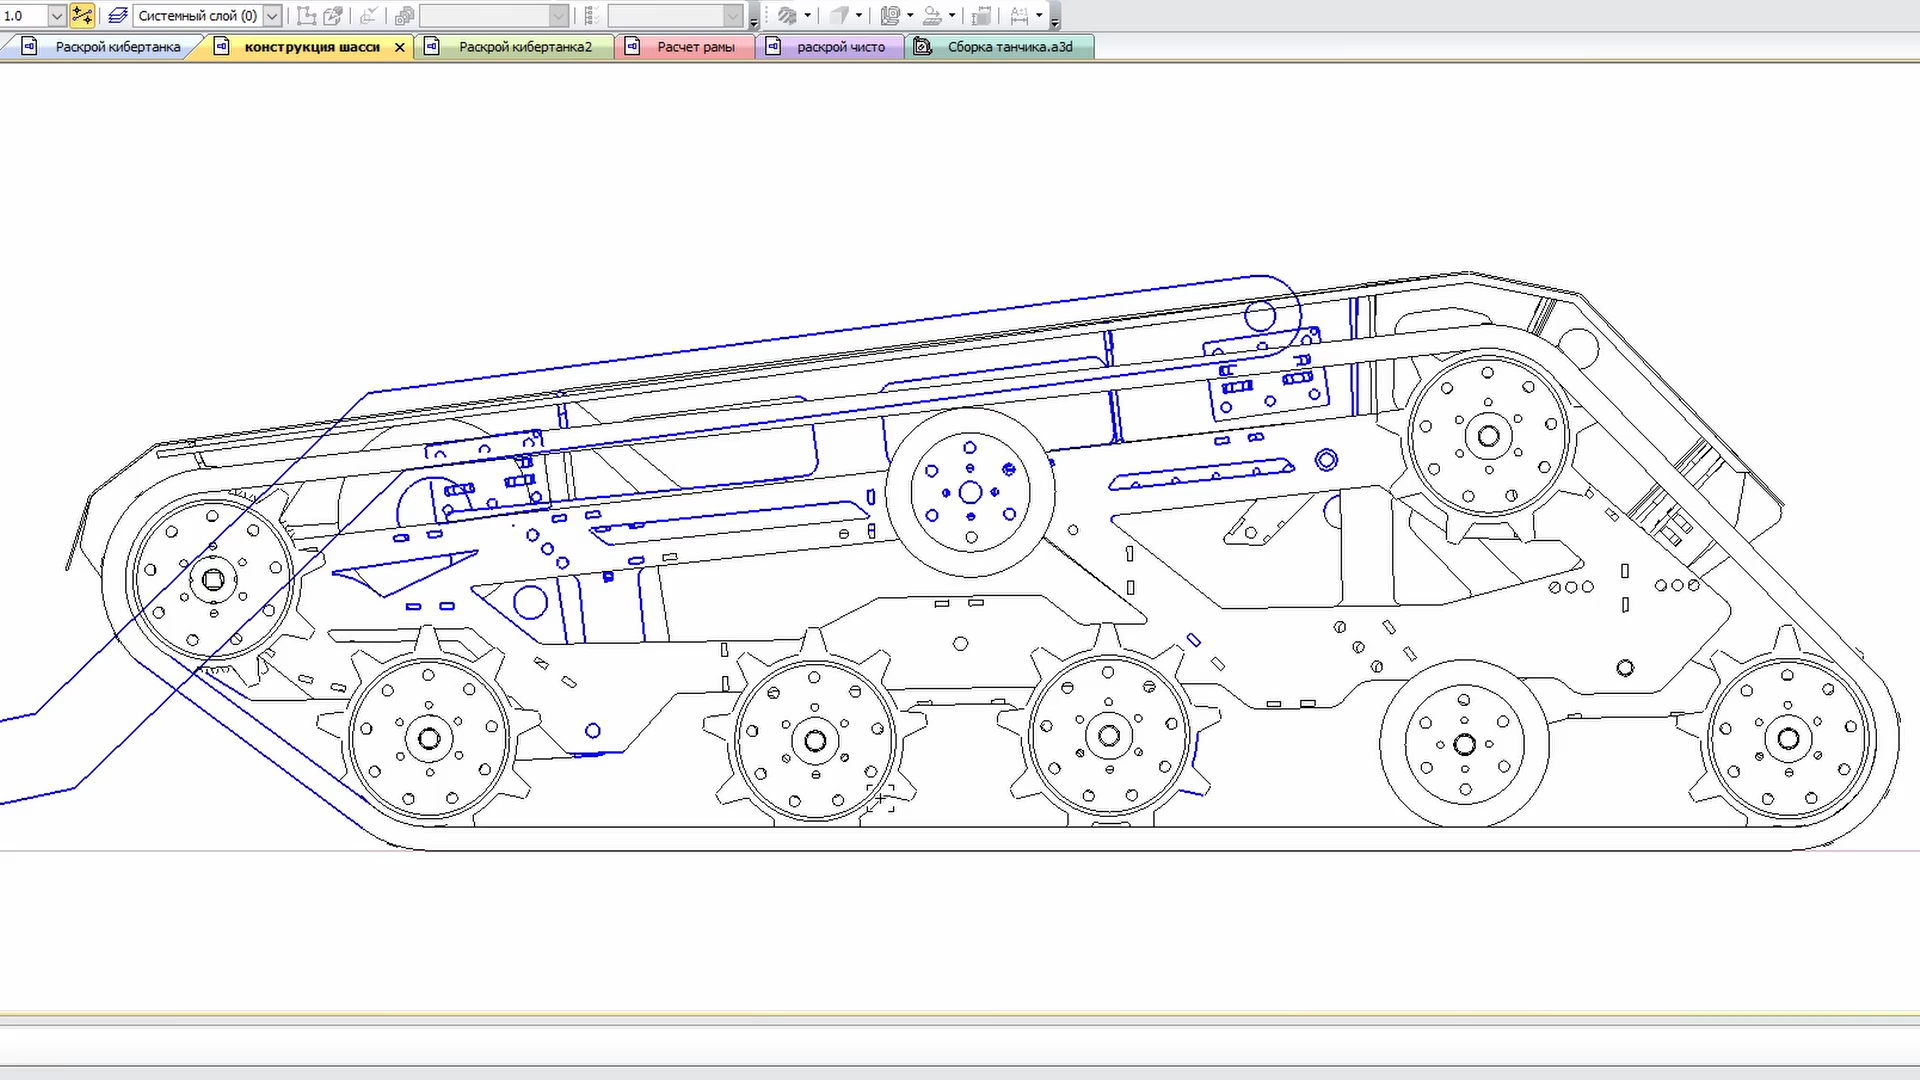 1.0 Системный слой (0)
Раскрой кибертанка конструкция шасси Раскрой кибертанка2 Расчет рамы раскрой чисто Сборка танчика.a3d